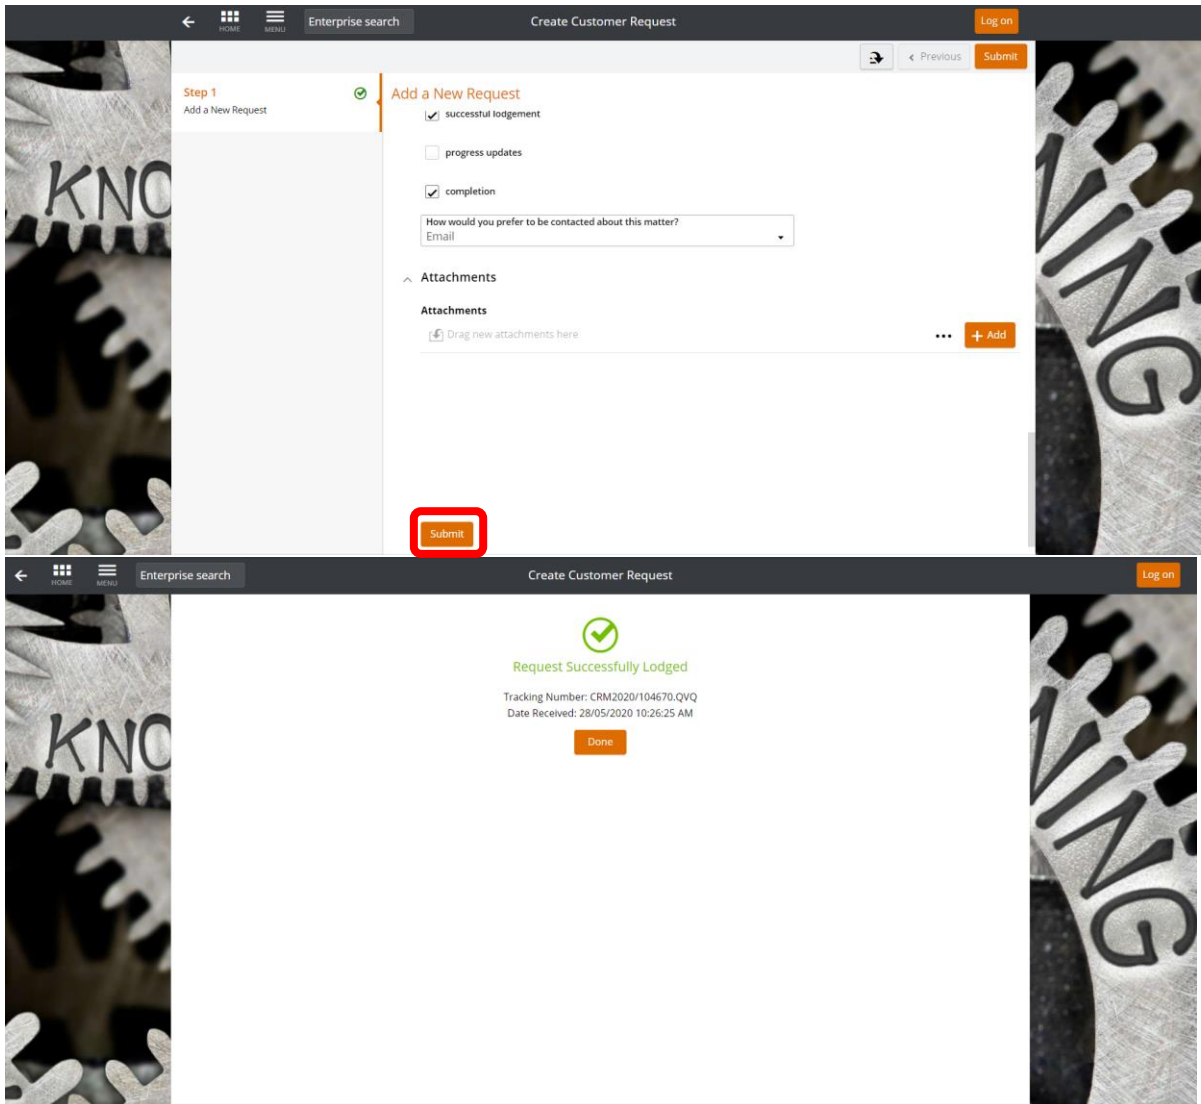 HOME
MENU
Enterprise search
Create Customer Request
Log on
Previous
Submit
Step 1
Add a New Request
Add a New Request
successful lodgement
progress updates
completion
How would you prefer to be contacted about this matter?
Email
Attachments
Attachments
Drag new attachments here
+ Add
Submit
KNO
NING
HOME
MENU
Enterprise search
Create Customer Request
Log on
Request Successfully Lodged
Tracking Number: CRM2020/104670.QVQ
Date Received: 28/05/2020 10:26:25 AM
Done
KNO
NING